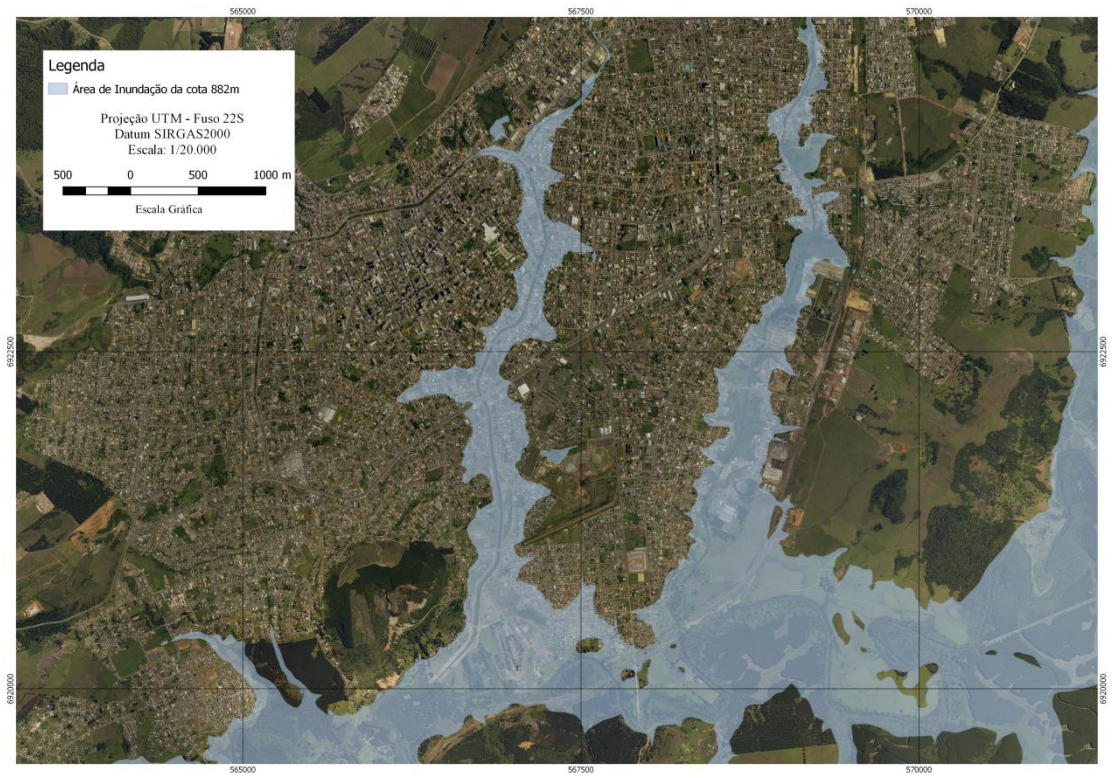 565000
567500
570000
Legenda
Área de Inundação da cota 882m
Projeção UTM - Fuso 22S
Datum SIRGAS2000
Escala: 1/20.000
500 0 500 1000 m
Escala Gráfica
6922500
6922500
6920000
6920000
565000
567500
570000